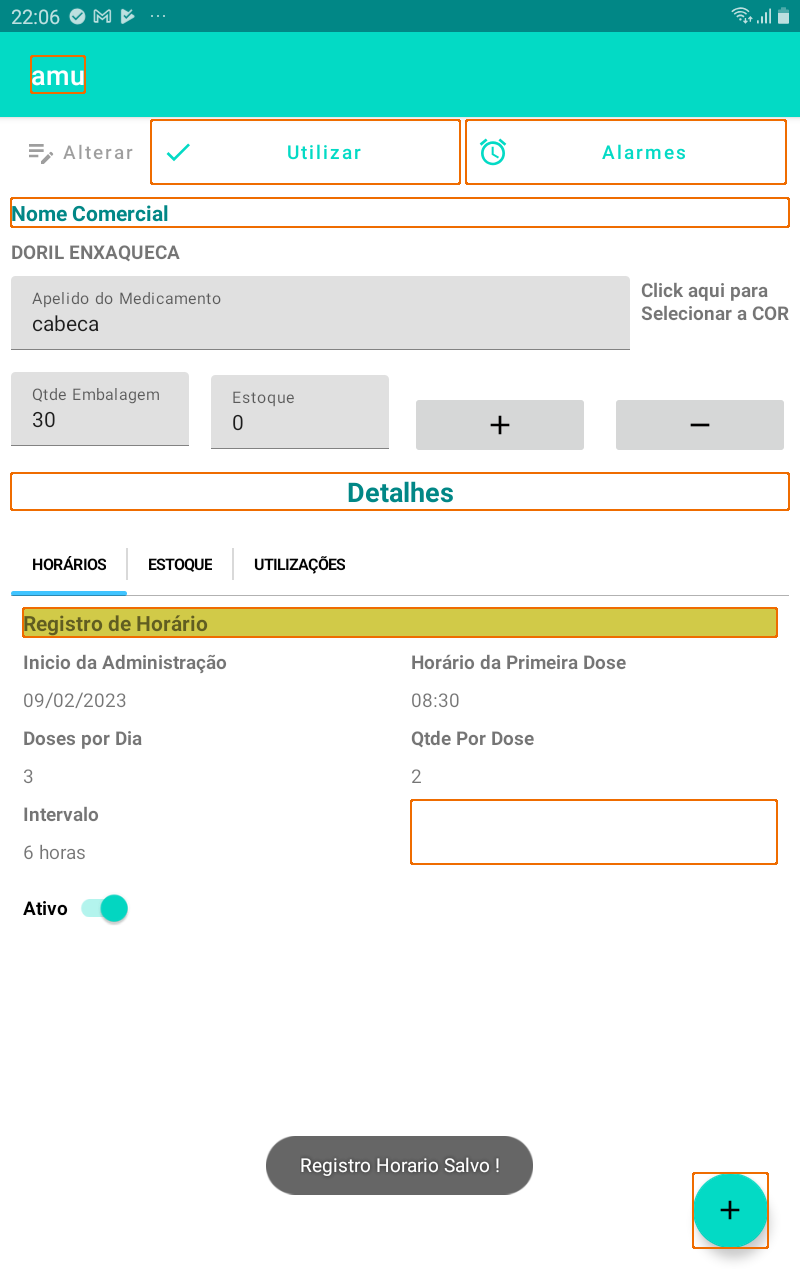 22:06
amu
Alterar
Utilizar
Alarmes
Nome Comercial
DORIL ENXAQUECA
Apelido do Medicamento
cabeca
Click aqui para
Selecionar a COR
Qtde Embalagem
30
Estoque
0
+
−
Detalhes
HORÁRIOS
ESTOQUE
UTILIZAÇÕES
Registro de Horário
Inicio da Administração
Horário da Primeira Dose
09/02/2023
08:30
Doses por Dia
Qtde Por Dose
3
2
Intervalo
6 horas
Ativo
Registro Horario Salvo !
+